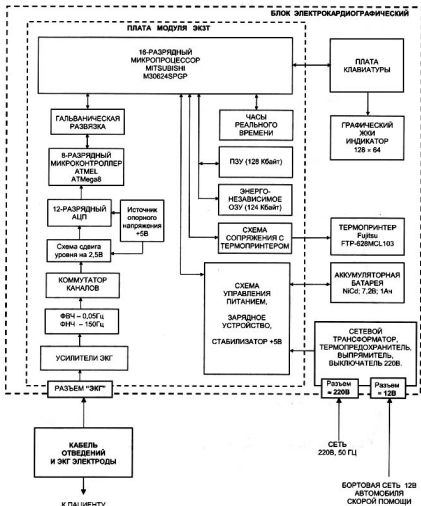 БЛОК ЭЛЕКТРОКАРДИОГРАФИЧЕСКИЙ
ПЛАТА МОДУЛЯ ЭКЗТ
16-РАЗРЯДНЫЙ
МИКРОПРОЦЕССОР
MITSUBISHI
M30624SPGP
ПЛАТА
КЛАВИАТУРЫ
ГАЛЬВАНИЧЕСКАЯ
РАЗВЯЗКА
ЧАСЫ
РЕАЛЬНОГО
ВРЕМЕНИ
ГРАФИЧЕСКИЙ
ЖКИ
ИНДИКАТОР
128 × 64
8-РАЗРЯДНЫЙ
МИКРОКОНТРОЛЛЕР
ATMEL
ATMega8
ПЗУ (128 Кбайт)
12-РАЗРЯДНЫЙ
АЦП
Источник
опорного
напряжения
+5В
ЭНЕРГО-
НЕЗАВИСИМОЕ
ОЗУ (124 Кбайт)
Схема сдвига
уровня на 2,5В
СХЕМА
СОПРЯЖЕНИЯ С
ТЕРМОПРИНТЕРОМ
ТЕРМОПРИНТЕР
Fujitsu
FTP-628MCL103
КОММУТАТОР
КАНАЛОВ
СХЕМА
УПРАВЛЕНИЯ
ПИТАНИЕМ,
ЗАРЯДНОЕ
УСТРОЙСТВО,
СТАБИЛИЗАТОР +5В
АККУМУЛЯТОРНАЯ
БАТАРЕЯ
NiCd; 7,2В; 1Ач
ФВЧ – 0,05Гц
ФНЧ – 150Гц
СЕТЕВОЙ
ТРАНСФОРМАТОР,
ТЕРМОПРЕДОХРАНИТЕЛЬ,
ВЫПРЯМИТЕЛЬ,
ВЫКЛЮЧАТЕЛЬ 220В.
УСИЛИТЕЛИ ЭКГ
РАЗЪЕМ "ЭКГ"
Разъем
≈ 220В
Разъем
= 12В
КАБЕЛЬ
ОТВЕДЕНИЙ
И ЭКГ ЭЛЕКТРОДЫ
СЕТЬ
220В, 50 ГЦ
К ПАЦИЕНТУ
БОРТОВАЯ СЕТЬ 12В
АВТОМОБИЛЯ
СКОРОЙ ПОМОЩИ